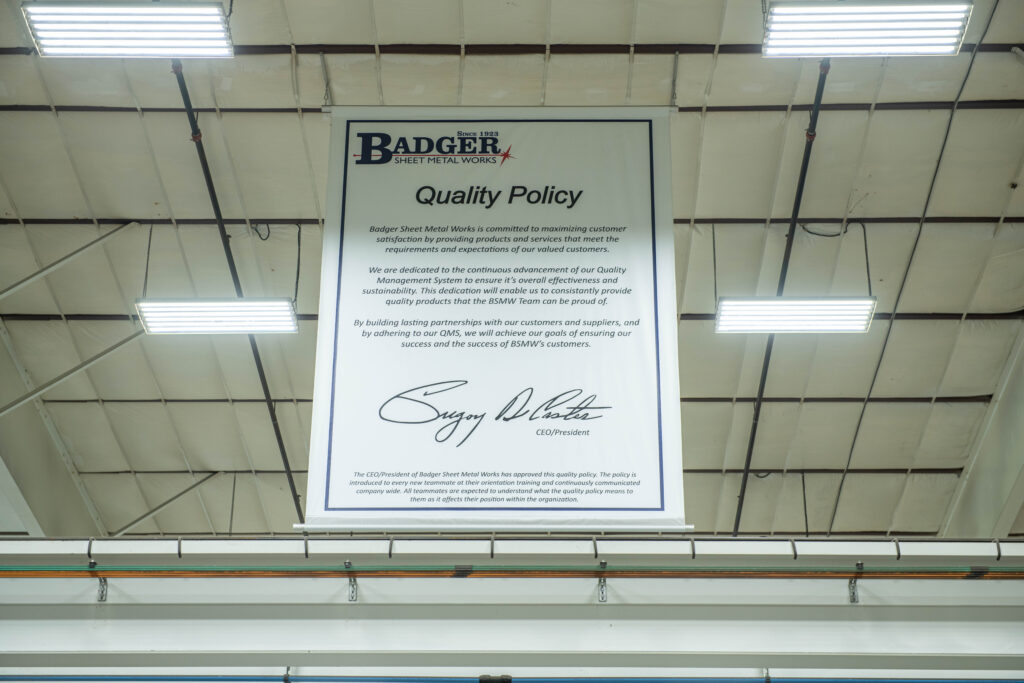 SINCE 1923
BADGER
SHEET METAL WORKS
Quality Policy
Badger Sheet Metal Works is committed to maximizing customer
satisfaction by providing products and services that meet the
requirements and expectations of our valued customers.
We are dedicated to the continuous advancement of our Quality
Management System to ensure it's overall effectiveness and
sustainability. This dedication will enable us to consistantly provide
quality products that the BSMW Team can be proud of.
By building lasting partnerships with our customers and suppliers, and
by adhering to our QMS, we will achieve our goals of ensuring our
success and the success of BSMW's customers.
CEO/President
The CEO/President of Badger Sheet Metal Works has approved this quality policy. The policy is
introduced to every new teammate at their orientation training and continuously communicated
company wide. All teammates are expected to understand what the quality policy means to
them as it affects their position within the organization.